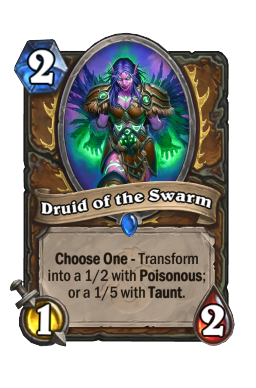 2
Druid of the Swarm
Choose One - Transform
into a 1/2 with Poisonous;
or a 1/5 with Taunt.
1
2